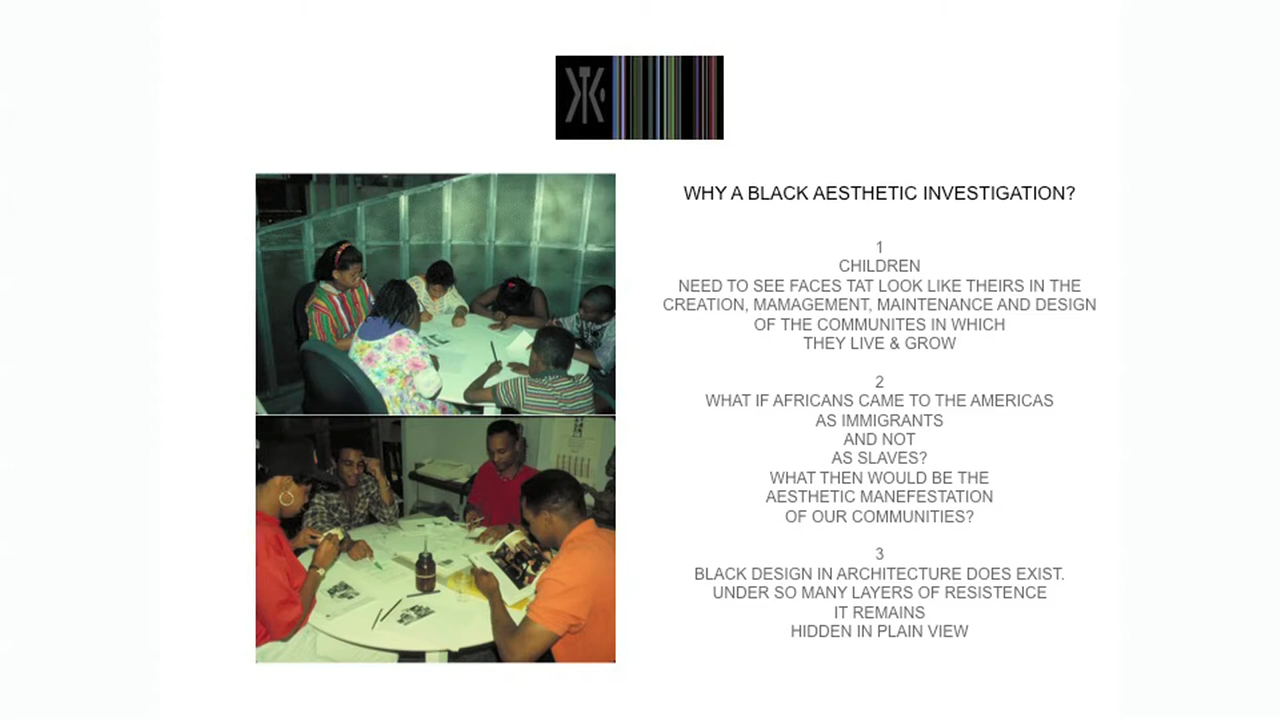 WHY A BLACK AESTHETIC INVESTIGATION?
1
CHILDREN
NEED TO SEE FACES TAT LOOK LIKE THEIRS IN THE
CREATION, MAMAGEMENT, MAINTENANCE AND DESIGN
OF THE COMMUNITES IN WHICH
THEY LIVE & GROW
2
WHAT IF AFRICANS CAME TO THE AMERICAS
AS IMMIGRANTS
AND NOT
AS SLAVES?
WHAT THEN WOULD BE THE
AESTHETIC MANEFESTATION
OF OUR COMMUNITIES?
3
BLACK DESIGN IN ARCHITECTURE DOES EXIST.
UNDER SO MANY LAYERS OF RESISTENCE
IT REMAINS
HIDDEN IN PLAIN VIEW